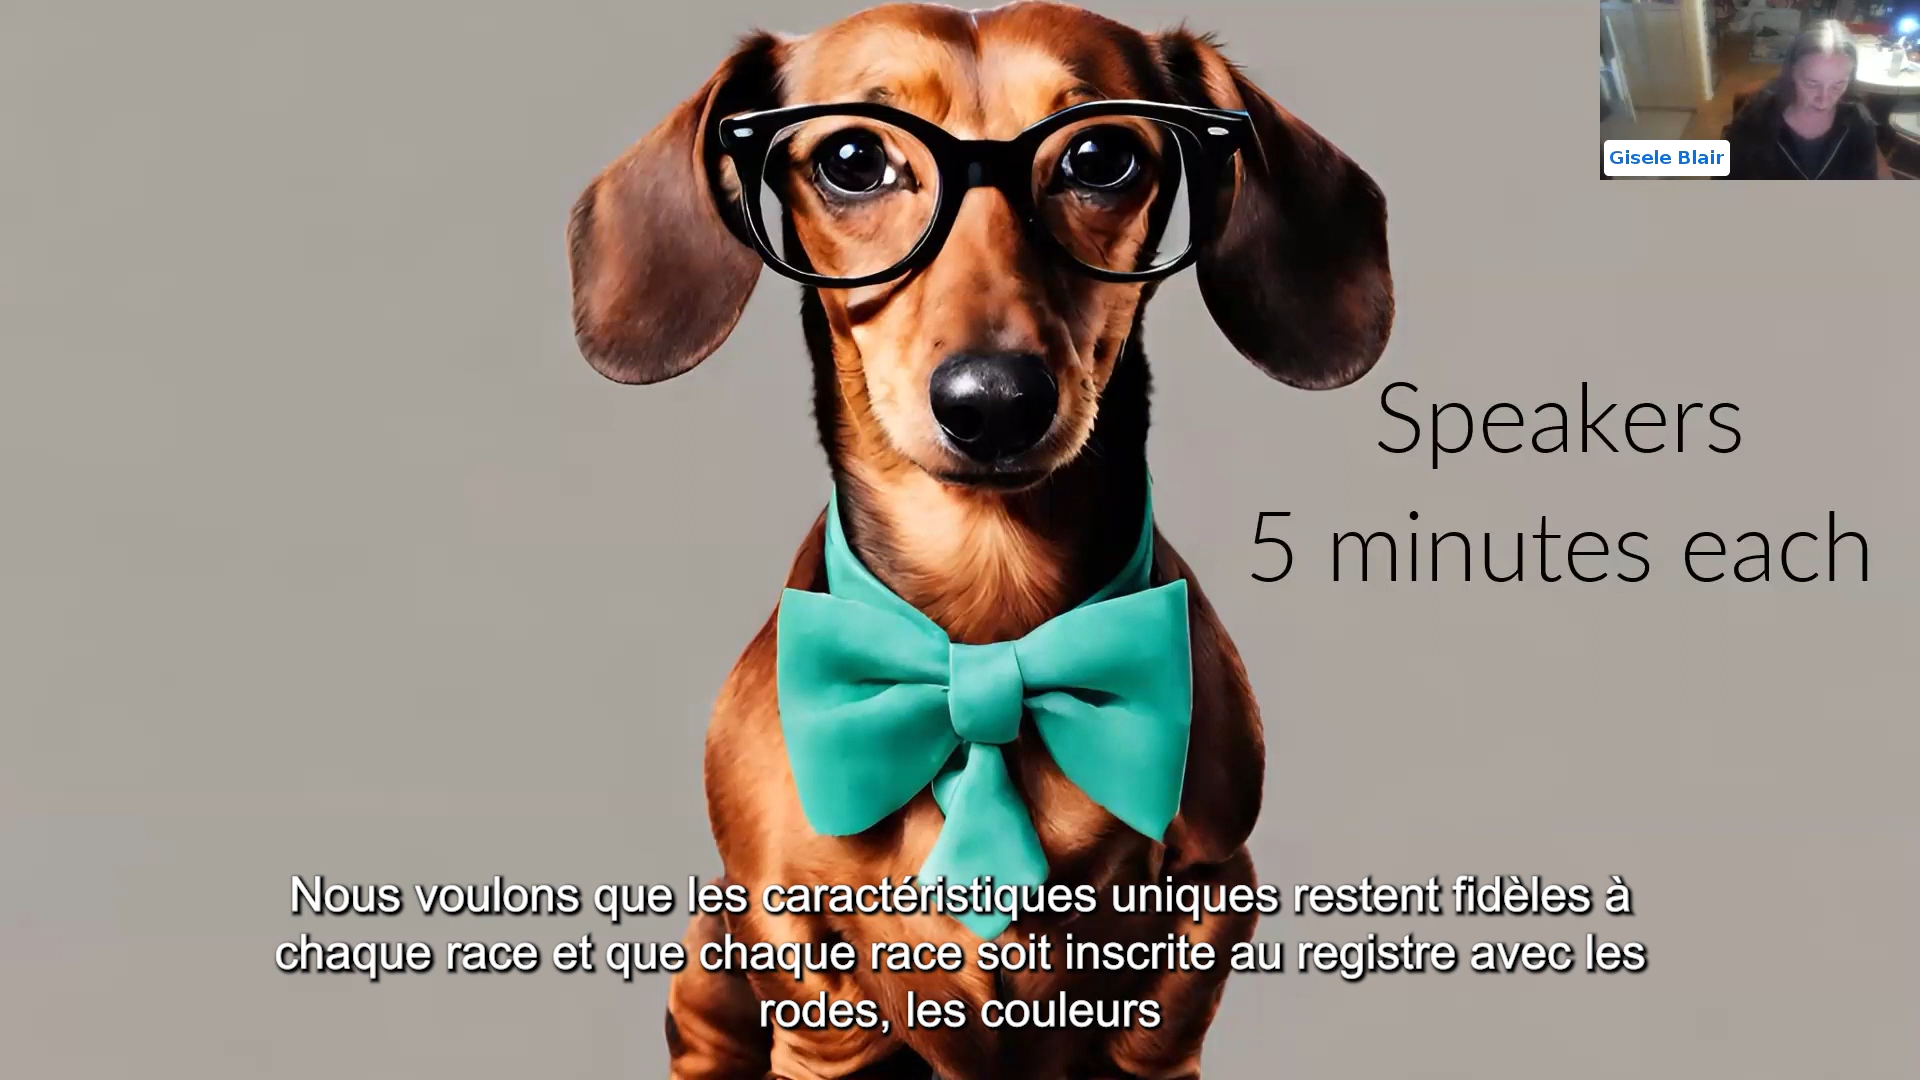 Gisele Blair
Speakers
5 minutes each
Nous voulons que les caractéristiques uniques restent fidèles à
chaque race et que chaque race soit inscrite au registre avec les
rodes, les couleurs